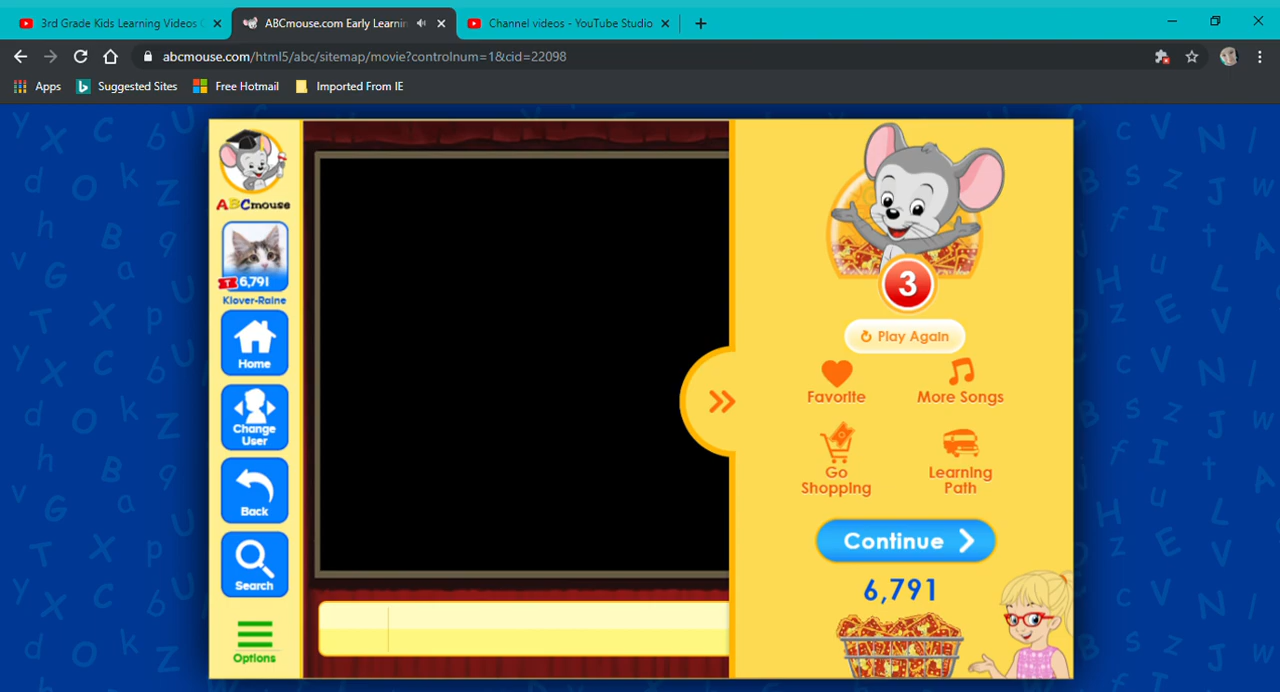 3rd Grade Kids Learning Videos
ABCmouse.com Early Learnin
Channel videos - YouTube Studio
abcmouse.com/html5/abc/sitemap/movie?controlnum=1&cid=22098
Apps
Suggested Sites
Free Hotmail
Imported From IE
ABCmouse
T 6,791
Klover-Raine
Home
Change
User
Back
Search
Options
3
Play Again
Favorite
More Songs
Go
Shopping
Learning
Path
Continue
6,791